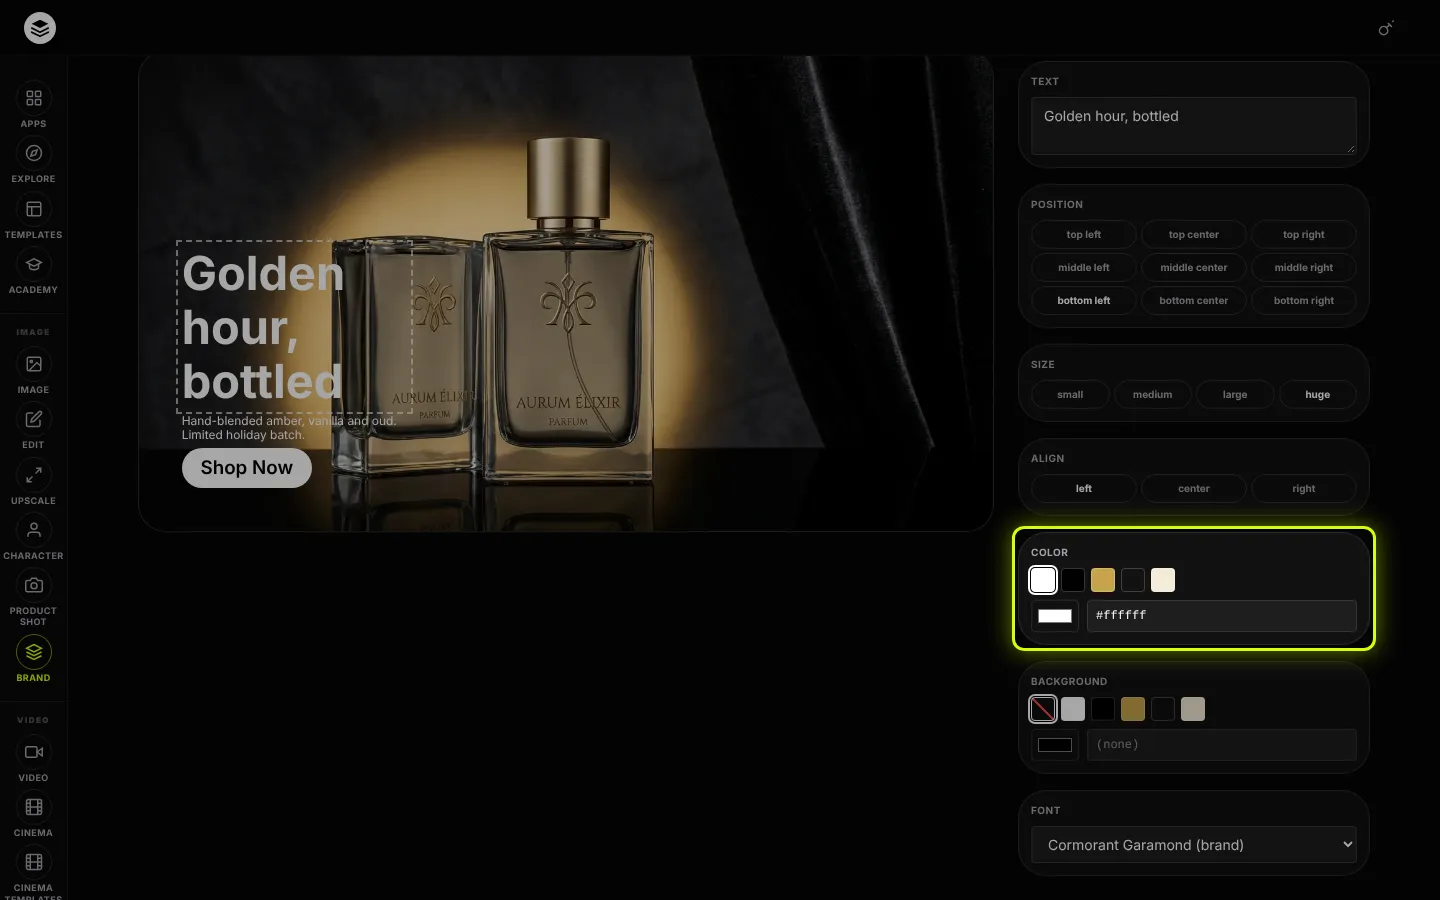 APPS
EXPLORE
TEMPLATES
ACADEMY
IMAGE
IMAGE
EDIT
UPSCALE
CHARACTER
PRODUCT
SHOT
BRAND
VIDEO
VIDEO
CINEMA
CINEMA
TEMPLATES
Golden
hour,
bottled
Hand-blended amber, vanilla and oud.
Limited holiday batch.
Shop Now
AURUM ÉLIXIR
PARFUM
AURUM ÉLIXIR
PARFUM
TEXT
Golden hour, bottled
POSITION
top left top center top right
middle left middle center middle right
bottom left bottom center bottom right
SIZE
small medium large huge
ALIGN
left center right
COLOR
#ffffff
BACKGROUND
(none)
FONT
Cormorant Garamond (brand)